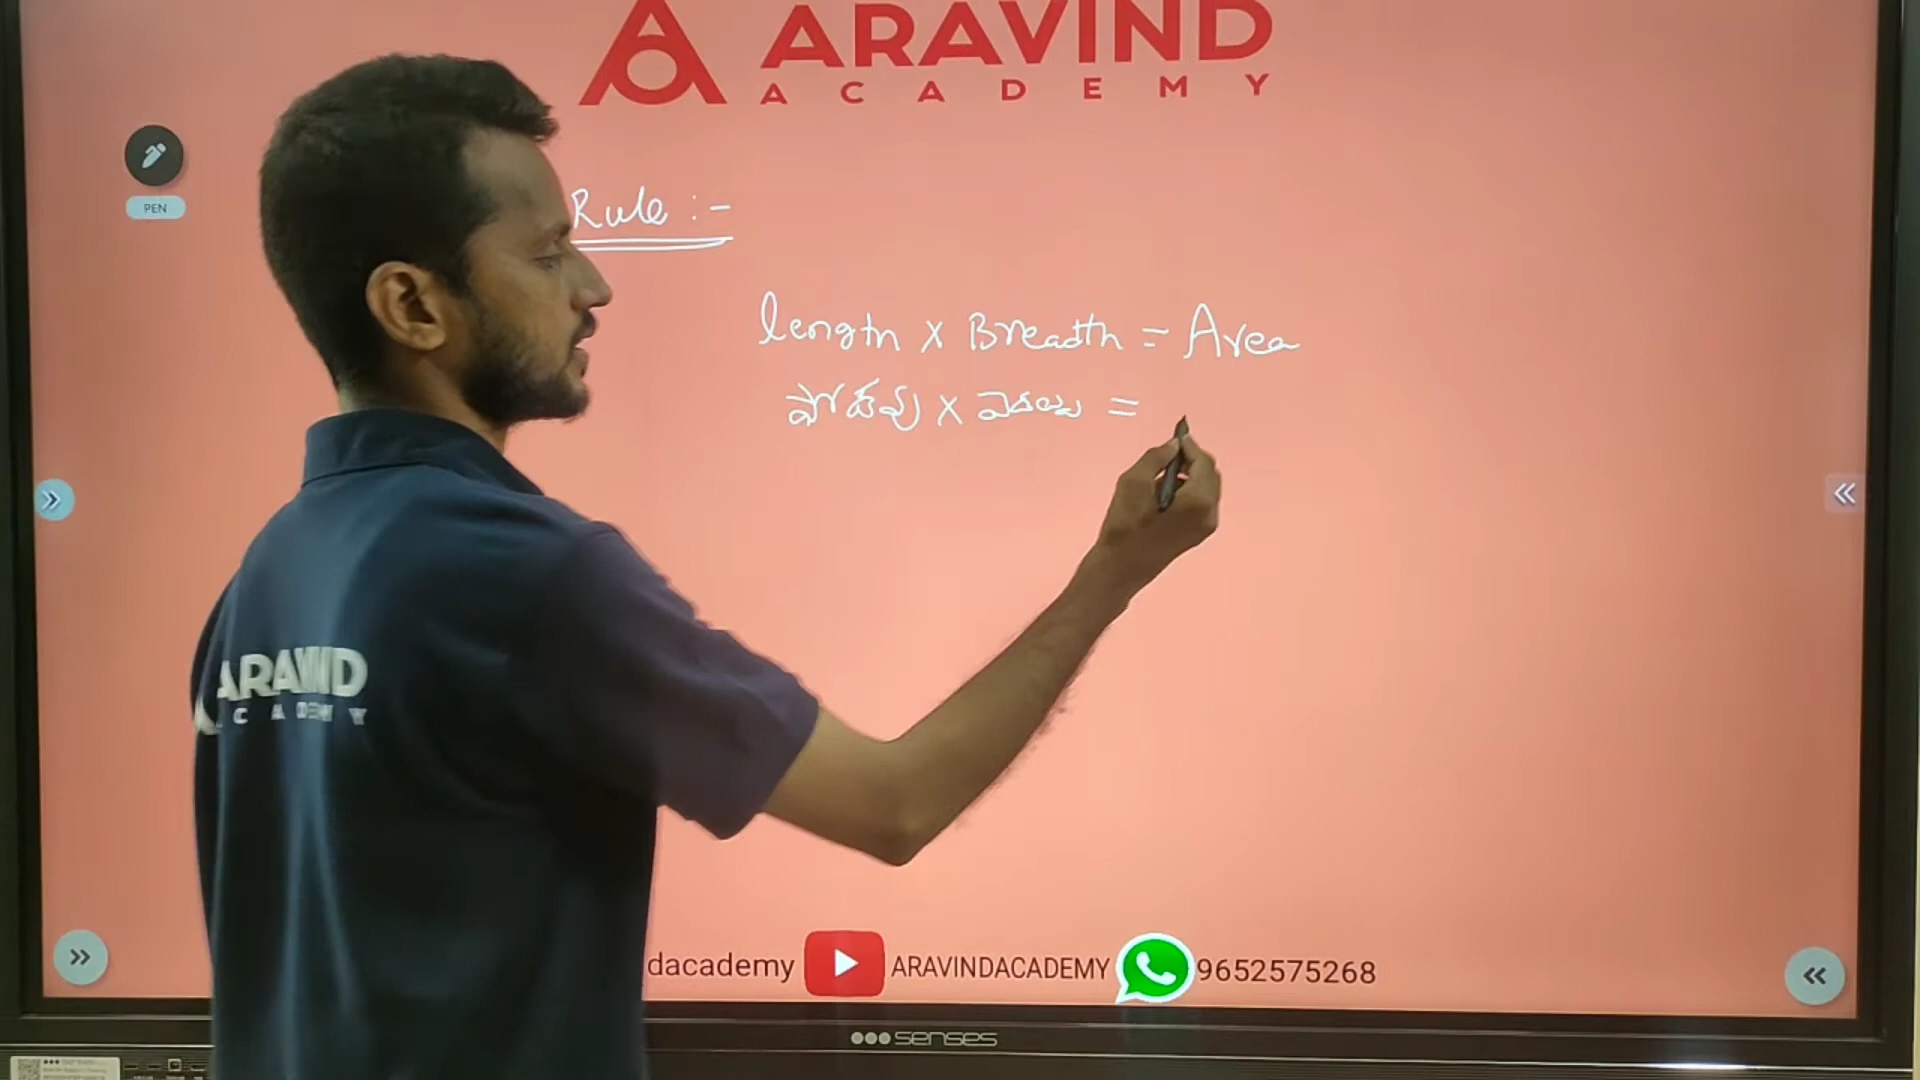 ARAVIND
ACADEMY
PEN
Rule :-
length x Breadth = Area
పొడవు x వెడల్పు =
ARAVIND
ACADEMY
dacademy ARAVINDACADEMY 9652575268
senses